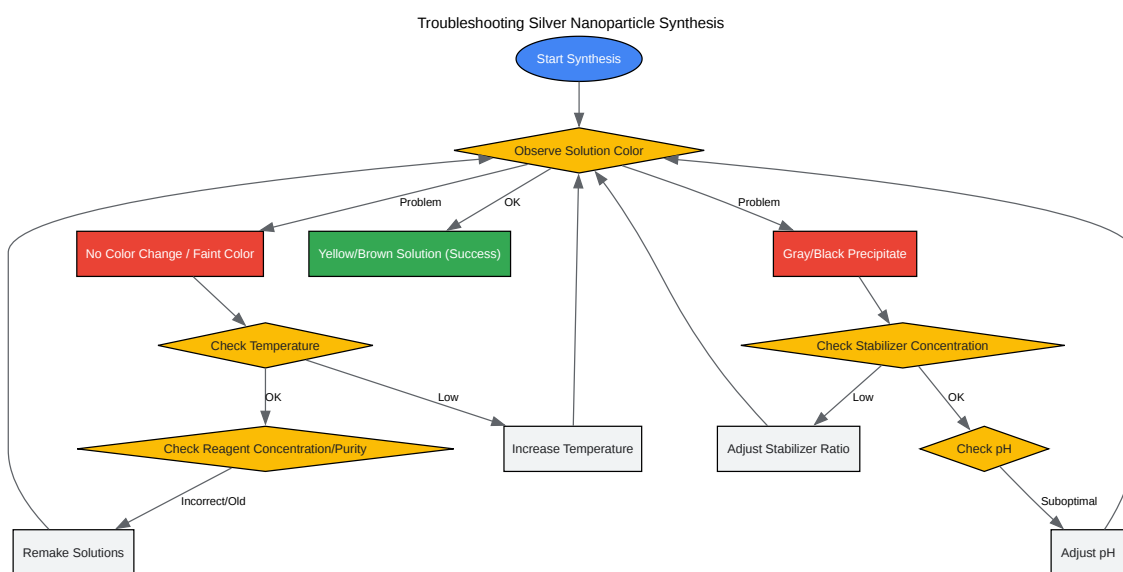 Troubleshooting Silver Nanoparticle Synthesis
Start Synthesis
Observe Solution Color
Problem
OK
Problem
No Color Change / Faint Color
Yellow/Brown Solution (Success)
Gray/Black Precipitate
Check Temperature
Check Stabilizer Concentration
OK
Low
Low
OK
Check Reagent Concentration/Purity
Increase Temperature
Adjust Stabilizer Ratio
Check pH
Incorrect/Old
Suboptimal
Remake Solutions
Adjust pH